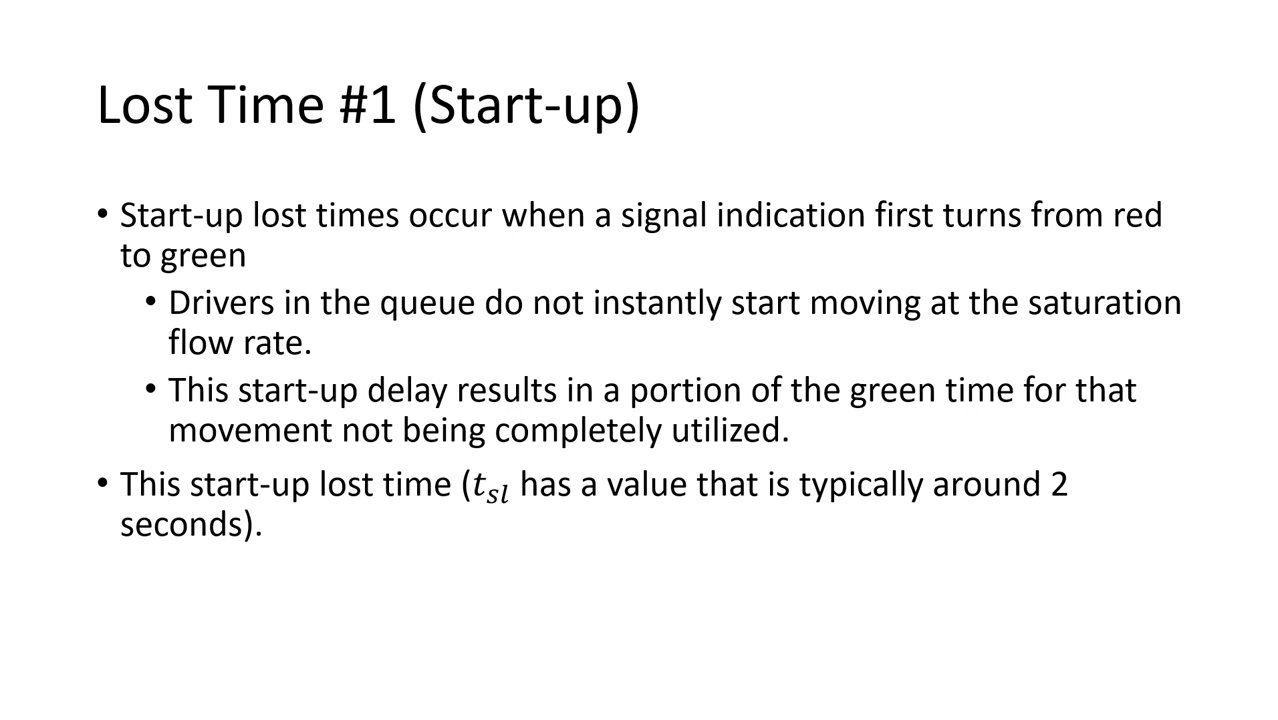 Lost Time #1 (Start-up)
• Start-up lost times occur when a signal indication first turns from red
to green
• Drivers in the queue do not instantly start moving at the saturation
flow rate.
• This start-up delay results in a portion of the green time for that
movement not being completely utilized.
• This start-up lost time (𝑡𝑠𝑙 has a value that is typically around 2
seconds).